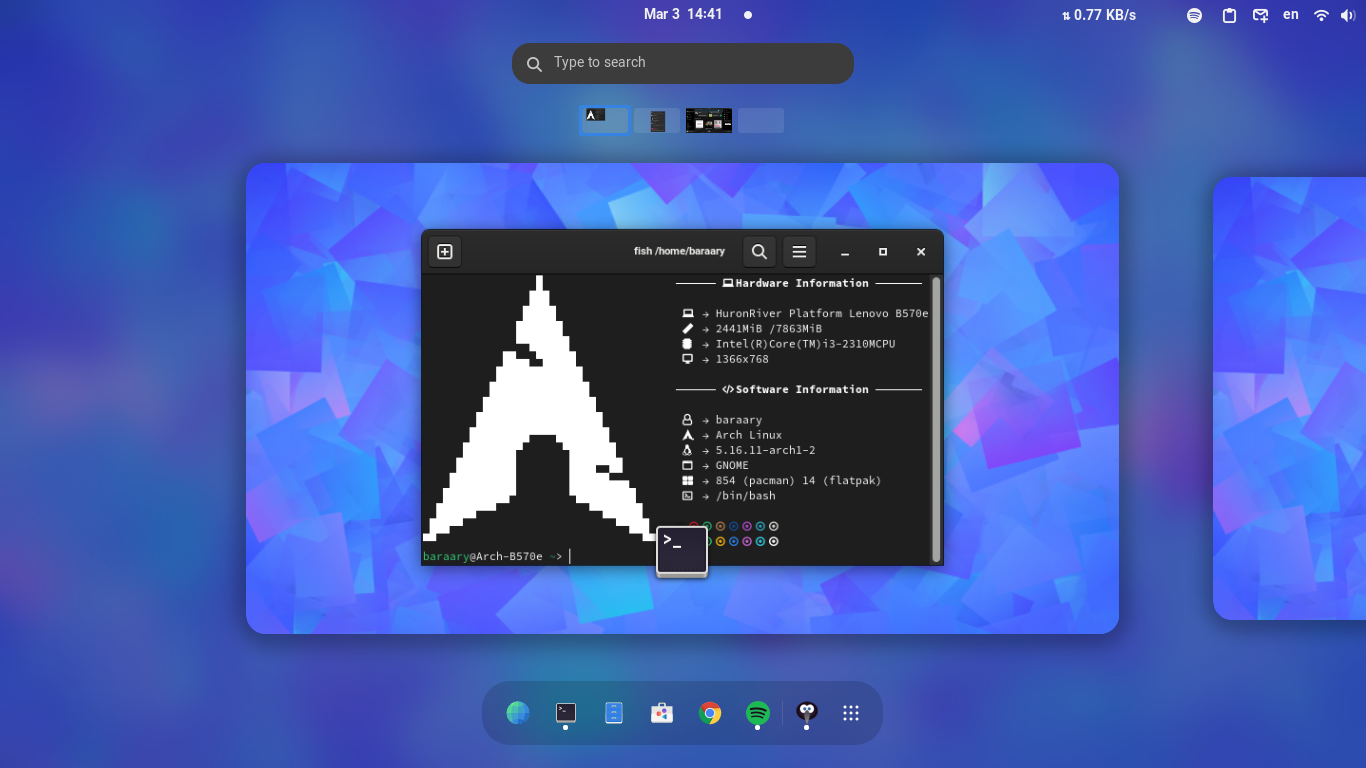 Mar 3 14:41
0.77 KB/s
en
Type to search
fish /home/baraary
Hardware Information
→ HuronRiver Platform Lenovo B570e
→ 2441MiB /7863MiB
→ Intel(R)Core(TM)i3-2310MCPU
→ 1366x768
</>Software Information
→ baraary
→ Arch Linux
→ 5.16.11-arch1-2
→ GNOME
→ 854 (pacman) 14 (flatpak)
→ /bin/bash
baraary@Arch-B570e ~>
>_